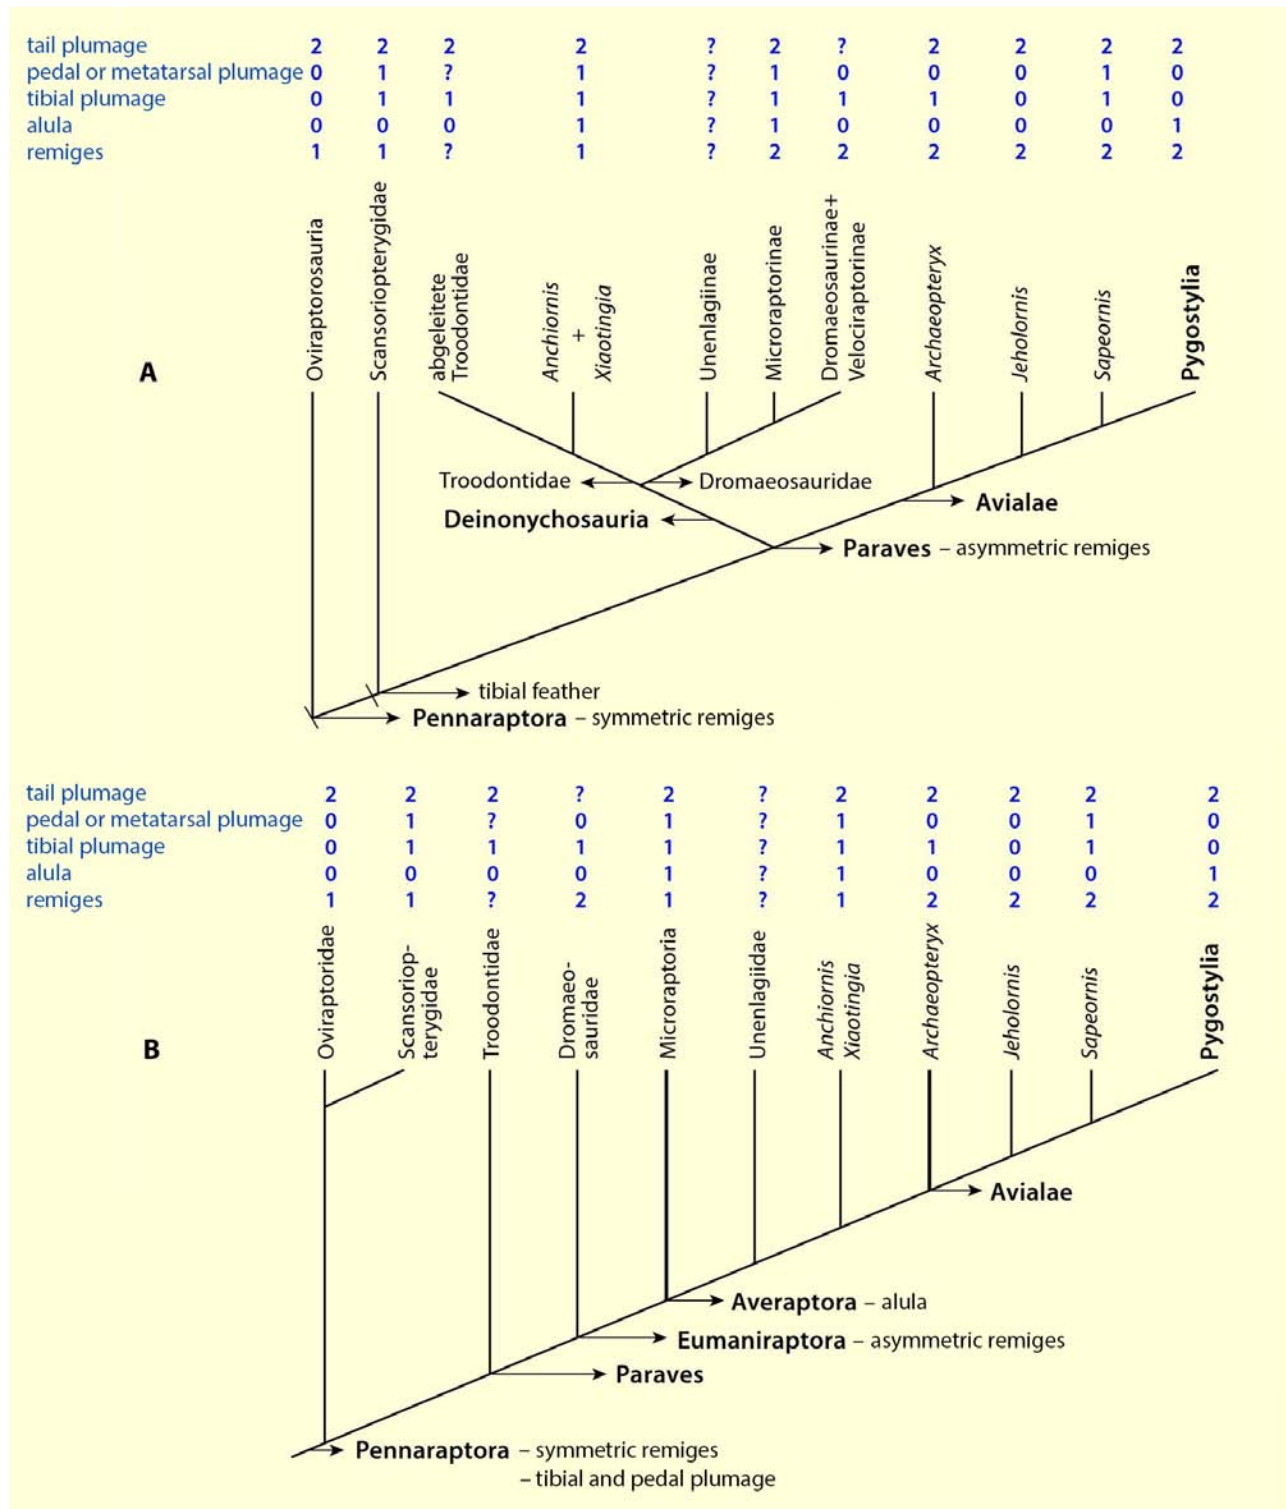 tail plumage 2 2 2 2 ? 2 ? 2 2 2 2
pedal or metatarsal plumage 0 1 ? 1 ? 1 0 0 0 1 0
tibial plumage 0 1 1 1 ? 1 1 1 0 1 0
alula 0 0 0 1 ? 1 0 0 0 0 1
remiges 1 1 ? 1 ? 2 2 2 2 2 2
Oviraptorosauria
Scansoriopterygidae
abgeleitete
Troodontidae
Anchiornis
+
Xiaotingia
Unenlagiinae
Microraptorinae
Dromaeosaurinae+
Velociraptorinae
Archaeopteryx
Jeholornis
Sapeornis
Pygostylia
A
Troodontidae
Dromaeosauridae
Deinonychosauria
Avialae
Paraves – asymmetric remiges
tibial feather
Pennaraptora – symmetric remiges
tail plumage 2 2 2 ? 2 ? 2 2 2 2 2
pedal or metatarsal plumage 0 1 ? 0 1 ? 1 0 0 1 0
tibial plumage 0 1 1 1 1 ? 1 1 0 1 0
alula 0 0 0 0 1 ? 1 0 0 0 1
remiges 1 1 ? 2 1 ? 1 2 2 2 2
Oviraptoridae
Scansoriop-
terygidae
Troodontidae
Dromaeo-
sauridae
Microraptoria
Unenlagiidae
Anchiornis
Xiaotingia
Archaeopteryx
Jeholornis
Sapeornis
Pygostylia
B
Avialae
Averaptora – alula
Eumaniraptora – asymmetric remiges
Paraves
Pennaraptora – symmetric remiges
– tibial and pedal plumage